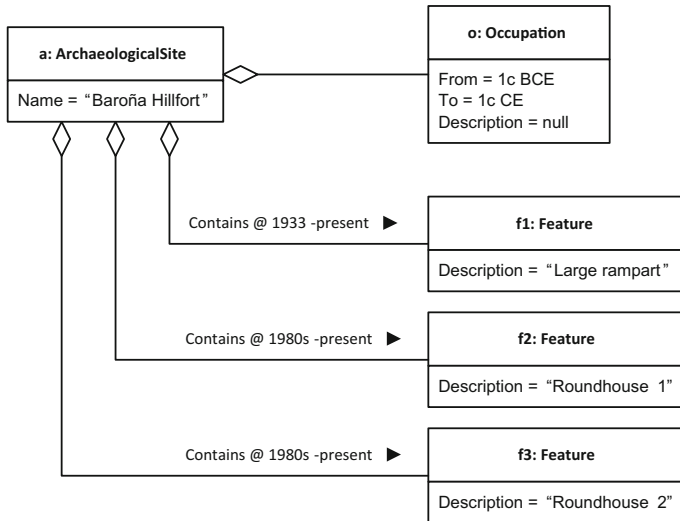 a: ArchaeologicalSite
Name = “Baroña Hillfort”
o: Occupation
From = 1c BCE
To = 1c CE
Description = null
Contains @ 1933 -present ►
f1: Feature
Description = “Large rampart”
Contains @ 1980s -present ►
f2: Feature
Description = “Roundhouse 1”
Contains @ 1980s -present ►
f3: Feature
Description = “Roundhouse 2”